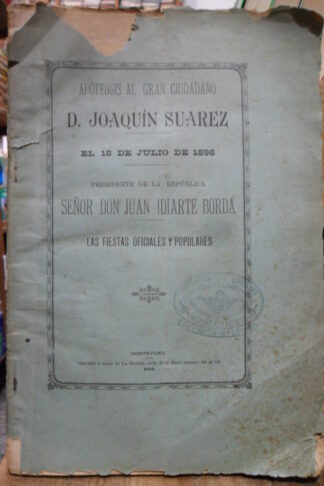 APOTEOSIS AL GRAN CIUDADANO
D. JOAQUÍN SUAREZ
EL 18 DE JULIO DE 1896
PRESIDENTE DE LA REPÚBLICA
SEÑOR DON JUAN IDIARTE BORDA
LAS FIESTAS OFICIALES Y POPULARES
MONTEVIDEO
1896